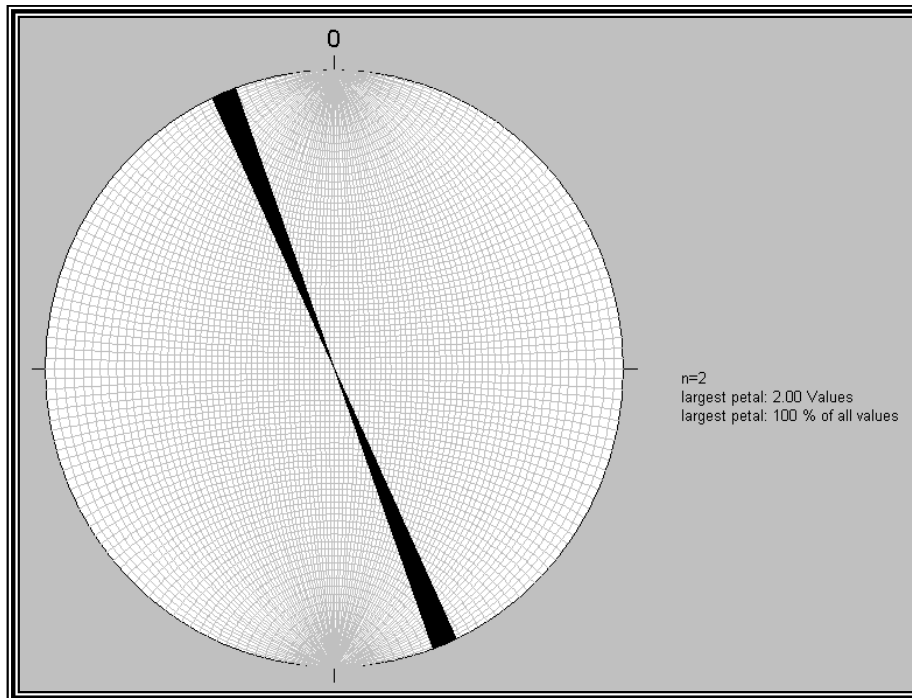 0
n=2
largest petal: 2.00 Values
largest petal: 100 % of all values